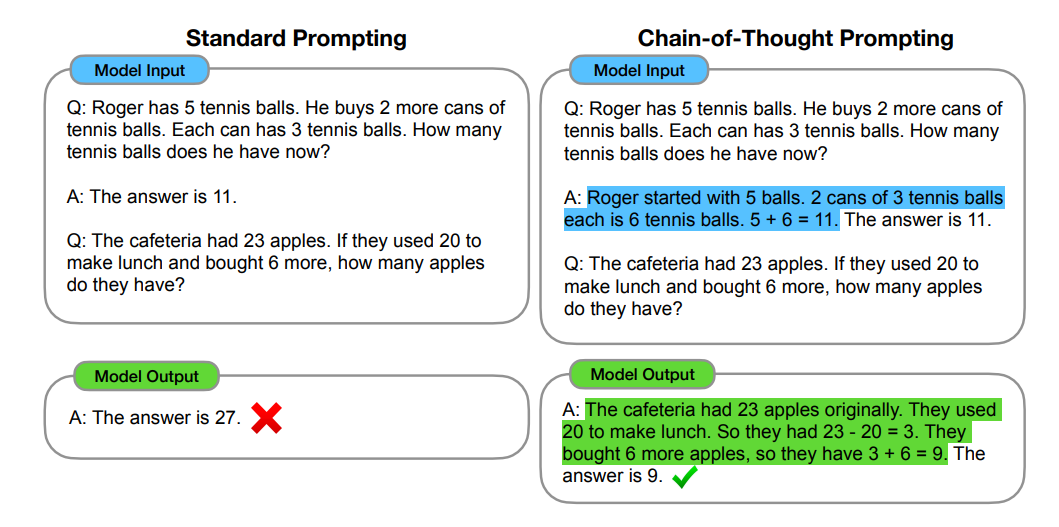 Standard Prompting
Model Input
Q: Roger has 5 tennis balls. He buys 2 more cans of
tennis balls. Each can has 3 tennis balls. How many
tennis balls does he have now?
A: The answer is 11.
Q: The cafeteria had 23 apples. If they used 20 to
make lunch and bought 6 more, how many apples
do they have?
Model Output
A: The answer is 27.
Chain-of-Thought Prompting
Model Input
Q: Roger has 5 tennis balls. He buys 2 more cans of
tennis balls. Each can has 3 tennis balls. How many
tennis balls does he have now?
A: Roger started with 5 balls. 2 cans of 3 tennis balls
each is 6 tennis balls. 5 + 6 = 11. The answer is 11.
Q: The cafeteria had 23 apples. If they used 20 to
make lunch and bought 6 more, how many apples
do they have?
Model Output
A: The cafeteria had 23 apples originally. They used
20 to make lunch. So they had 23 - 20 = 3. They
bought 6 more apples, so they have 3 + 6 = 9. The
answer is 9.